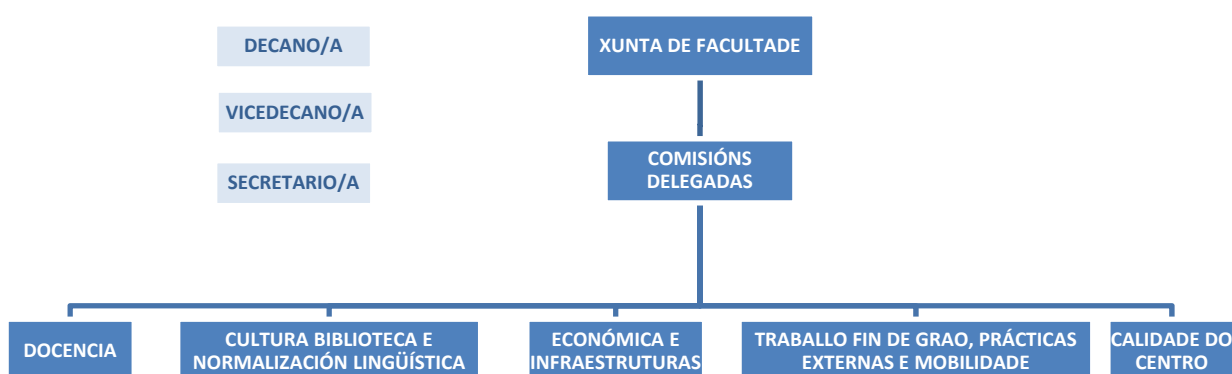 DECANO/A
XUNTA DE FACULTADE
VICEDECANO/A
COMISIÓNS
DELEGADAS
SECRETARIO/A
DOCENCIA
CULTURA BIBLIOTECA E
NORMALIZACIÓN LINGÜÍSTICA
ECONÓMICA E
INFRAESTRUTURAS
TRABALLO FIN DE GRAO, PRÁCTICAS
EXTERNAS E MOBILIDADE
CALIDADE DO
CENTRO